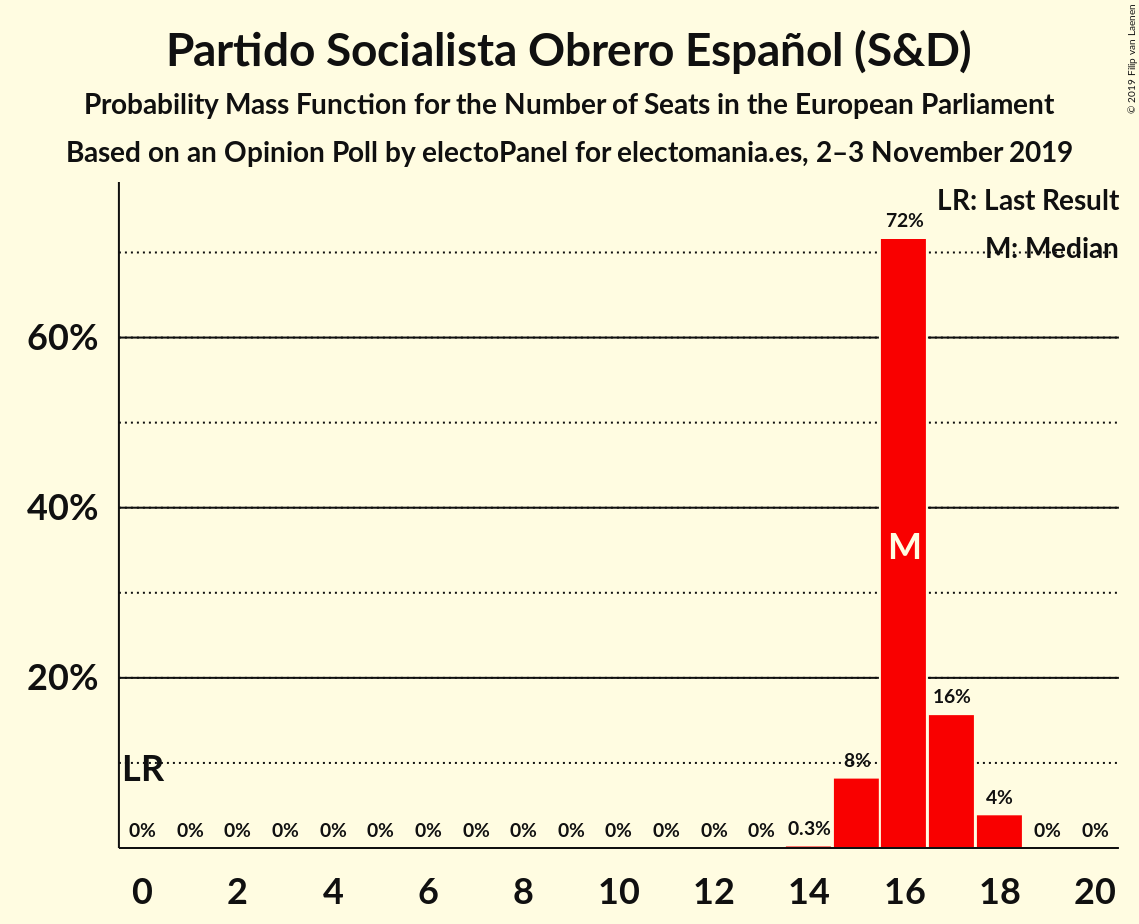 Partido Socialista Obrero Español (S&D)
Probability Mass Function for the Number of Seats in the European Parliament
Based on an Opinion Poll by electoPanel for electomania.es, 2–3 November 2019
© 2019 Filip van Laenen
LR: Last Result
M: Median
72%
60%
40%
M
20%
16%
LR
8%
4%
0% 0% 0% 0% 0% 0% 0% 0% 0% 0% 0% 0% 0% 0% 0.3% 0% 0%
0 2 4 6 8 10 12 14 16 18 20